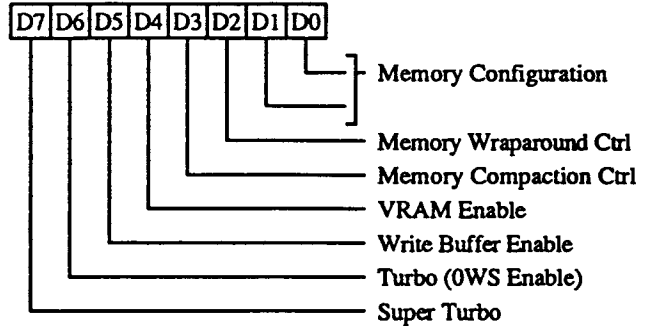 D7 D6 D5 D4 D3 D2 D1 D0
Memory Configuration
Memory Wraparound Ctrl
Memory Compaction Ctrl
VRAM Enable
Write Buffer Enable
Turbo (0WS Enable)
Super Turbo